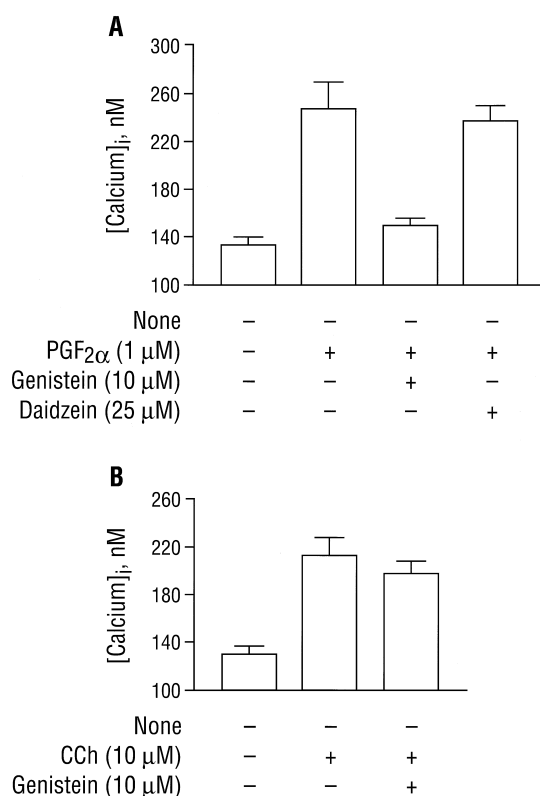 A
300
260
220
180
140
100
[Calcium]i, nM
None – – – –
PGF2α (1 µM) – + + +
Genistein (10 µM) – – + –
Daidzein (25 µM) – – – +
B
260
220
180
140
100
[Calcium]i, nM
None – – –
CCh (10 µM) – + +
Genistein (10 µM) – – +